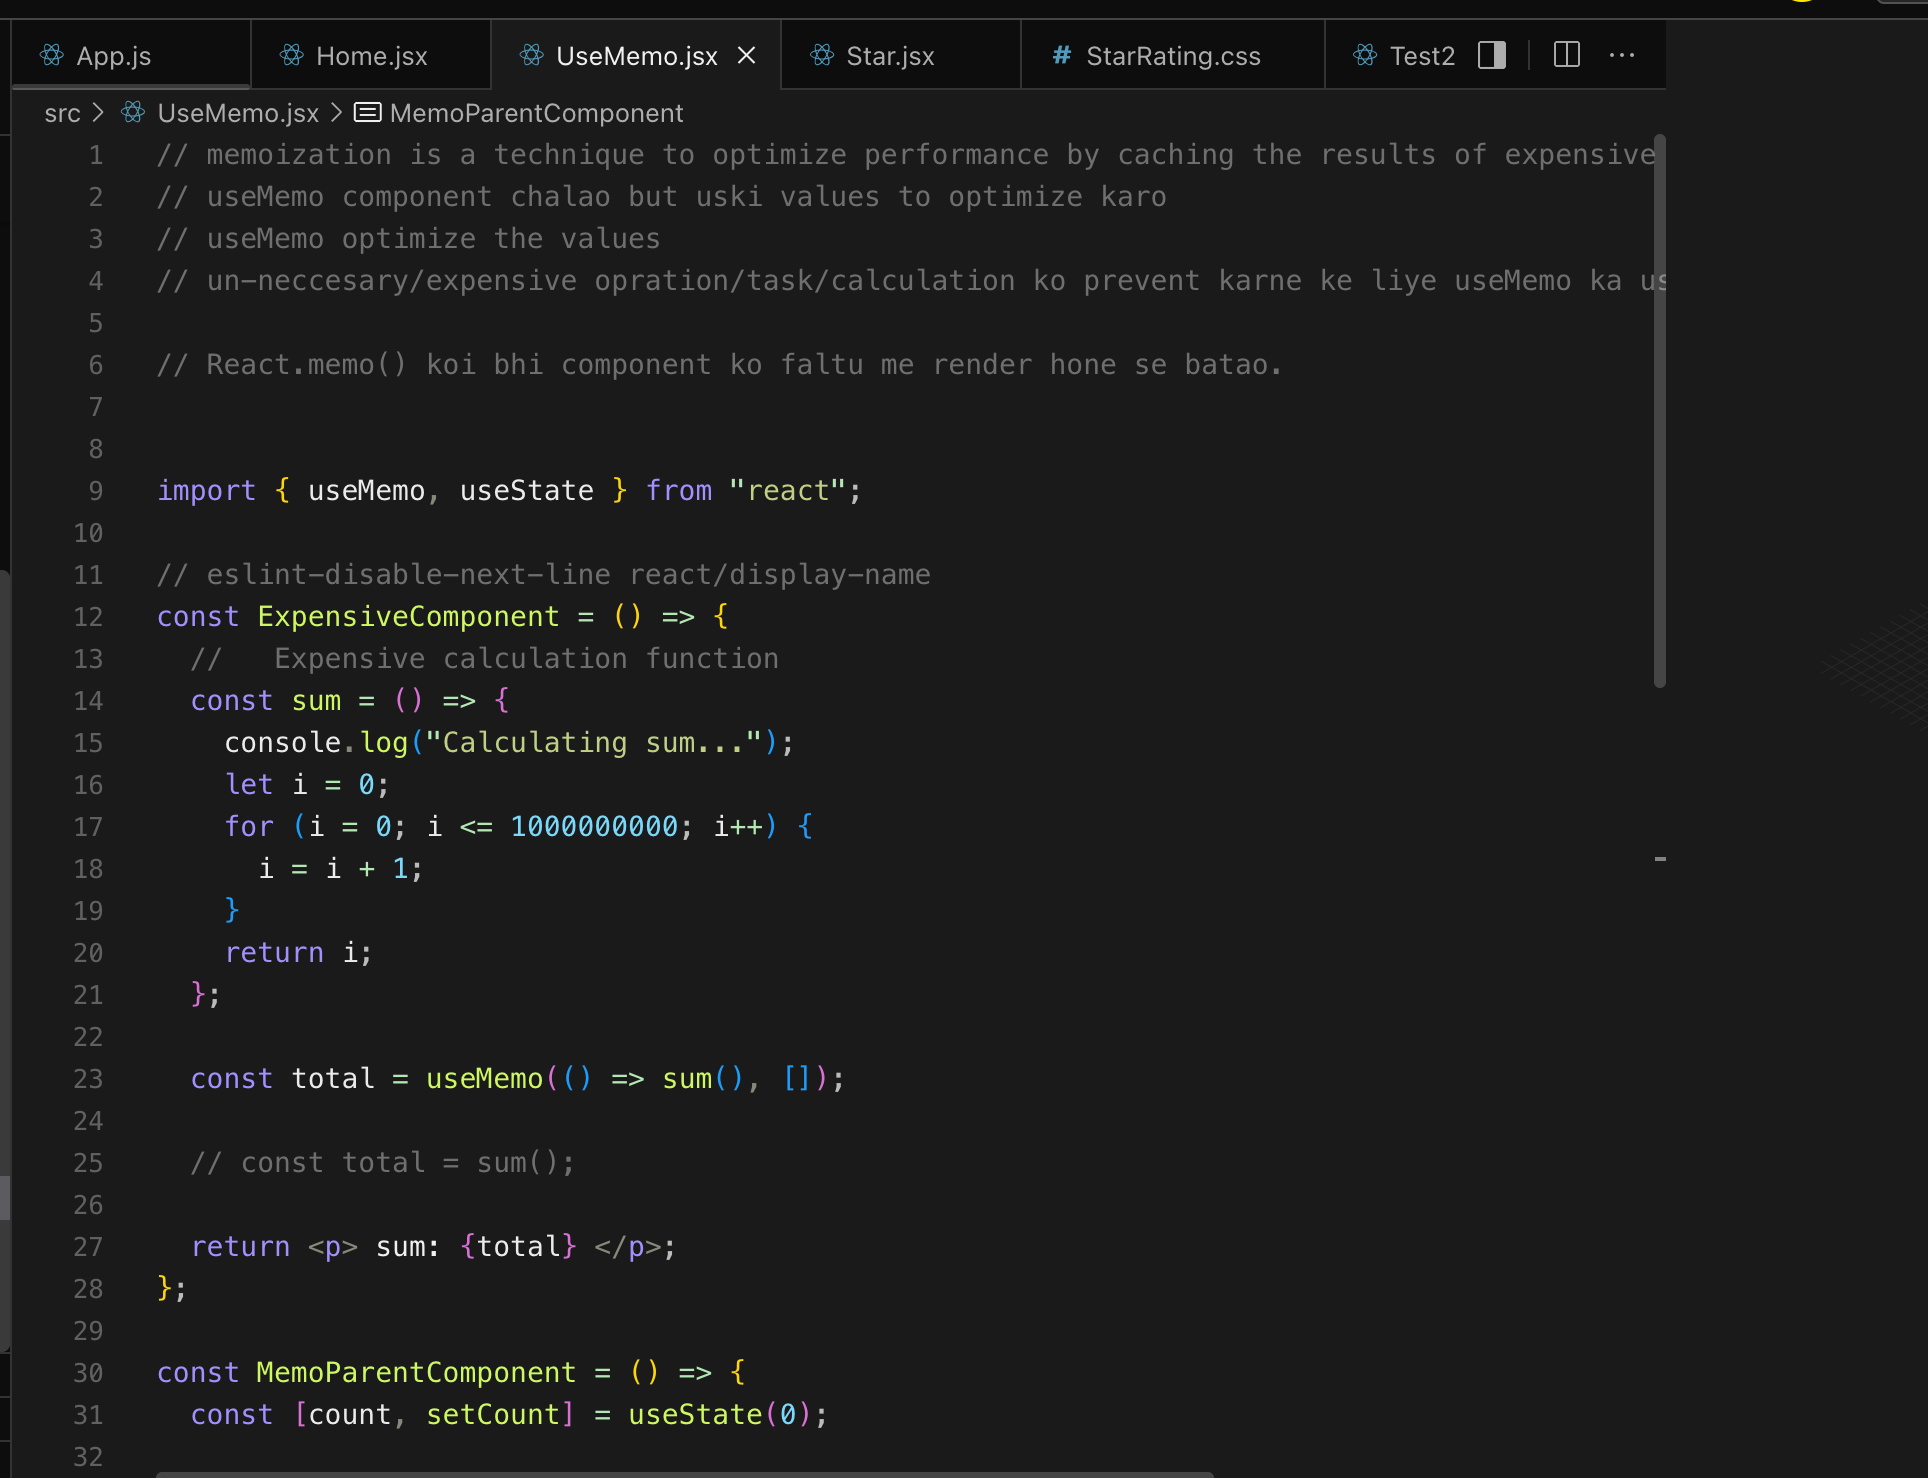 App.js Home.jsx UseMemo.jsx Star.jsx # StarRating.css Test2
src > UseMemo.jsx > MemoParentComponent
1 // memoization is a technique to optimize performance by caching the results of expensive
2 // useMemo component chalao but uski values to optimize karo
3 // useMemo optimize the values
4 // un-neccesary/expensive opration/task/calculation ko prevent karne ke liye useMemo ka us
5
6 // React.memo() koi bhi component ko faltu me render hone se batao.
7
8
9 import { useMemo, useState } from "react";
10
11 // eslint-disable-next-line react/display-name
12 const ExpensiveComponent = () => {
13 //   Expensive calculation function
14 const sum = () => {
15 console.log("Calculating sum...");
16 let i = 0;
17 for (i = 0; i <= 1000000000; i++) {
18 i = i + 1;
19 }
20 return i;
21 };
22
23 const total = useMemo(() => sum(), []);
24
25 // const total = sum();
26
27 return <p> sum: {total} </p>;
28 };
29
30 const MemoParentComponent = () => {
31 const [count, setCount] = useState(0);
32